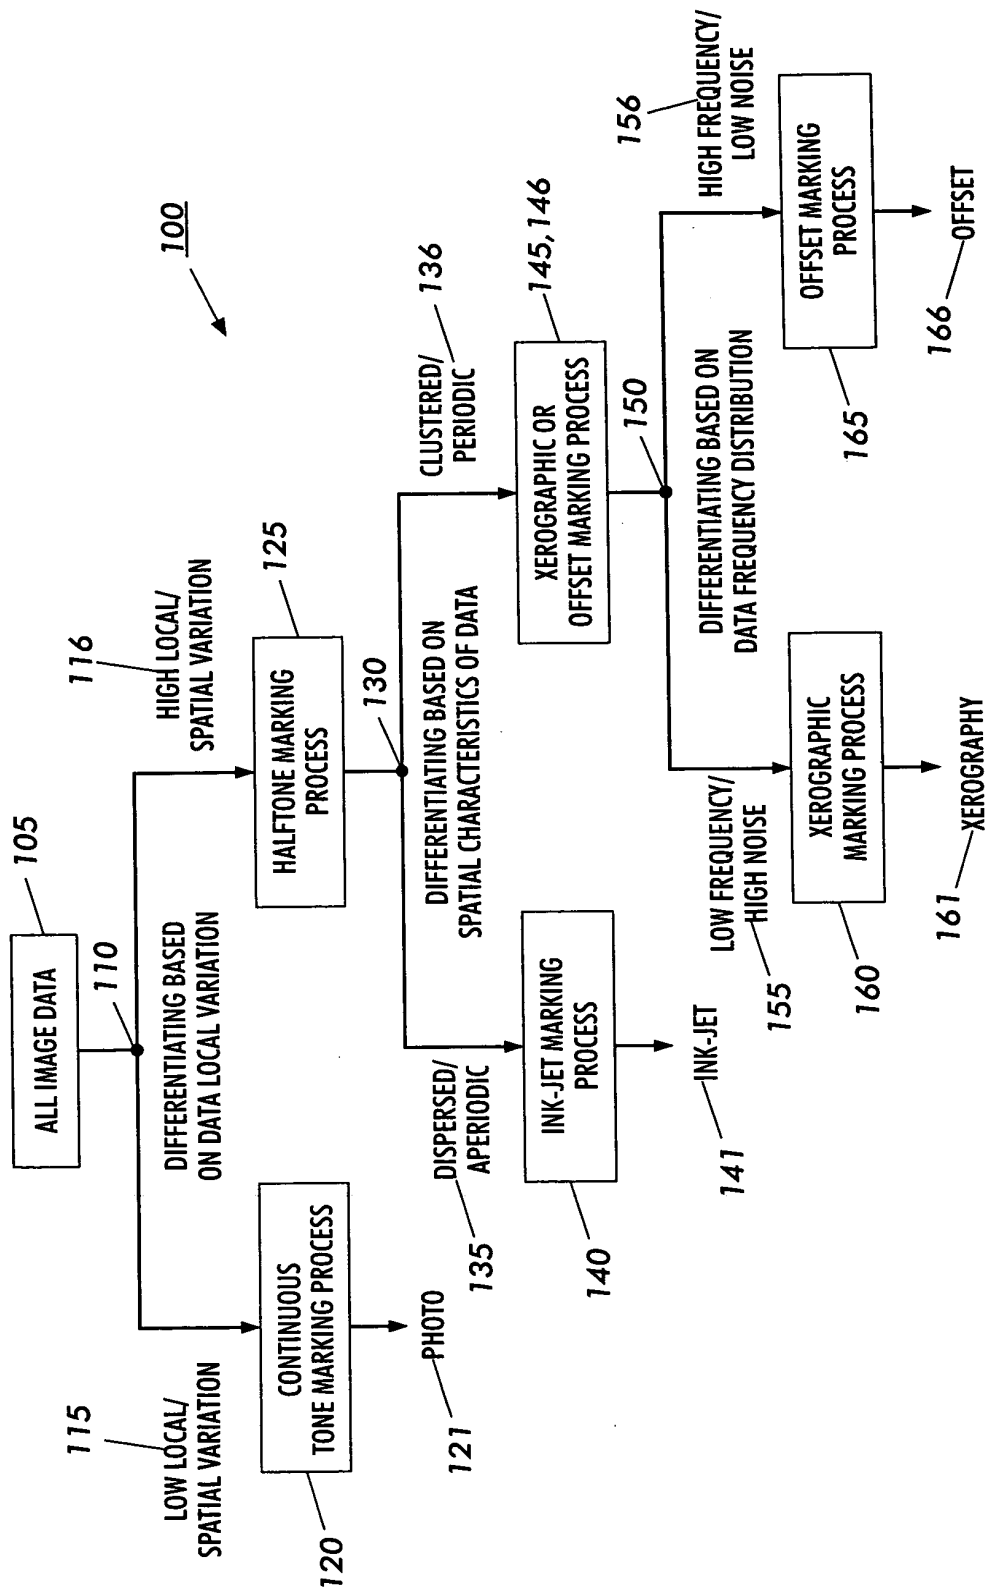 100
105
ALL IMAGE DATA
110
DIFFERENTIATING BASED
ON DATA LOCAL VARIATION
115
LOW LOCAL/
SPATIAL VARIATION
116
HIGH LOCAL/
SPATIAL VARIATION
CONTINUOUS
TONE MARKING PROCESS
120
PHOTO
121
125
HALFTONE MARKING
PROCESS
130
DIFFERENTIATING BASED ON
SPATIAL CHARACTERISTICS OF DATA
DISPERSED/
APERIODIC
135
CLUSTERED/
PERIODIC
136
INK-JET MARKING
PROCESS
140
INK-JET
141
145, 146
XEROGRAPHIC OR
OFFSET MARKING PROCESS
150
DIFFERENTIATING BASED ON
DATA FREQUENCY DISTRIBUTION
LOW FREQUENCY/
HIGH NOISE
155
156
HIGH FREQUENCY/
LOW NOISE
XEROGRAPHIC
MARKING PROCESS
160
XEROGRAPHY
161
OFFSET MARKING
PROCESS
165
OFFSET
166